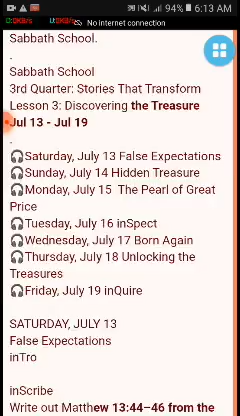 0KB/s 0KB/s 94% 6:13 AM
No internet connection
Sabbath School.
.
Sabbath School
3rd Quarter: Stories That Transform
Lesson 3: Discovering the Treasure
Jul 13 - Jul 19
.
🎧Saturday, July 13 False Expectations
🎧Sunday, July 14 Hidden Treasure
🎧Monday, July 15  The Pearl of Great
Price
🎧Tuesday, July 16 inSpect
🎧Wednesday, July 17 Born Again
🎧Thursday, July 18 Unlocking the
Treasures
🎧Friday, July 19 inQuire
SATURDAY, JULY 13
False Expectations
inTro
inScribe
Write out Matthew 13:44–46 from the